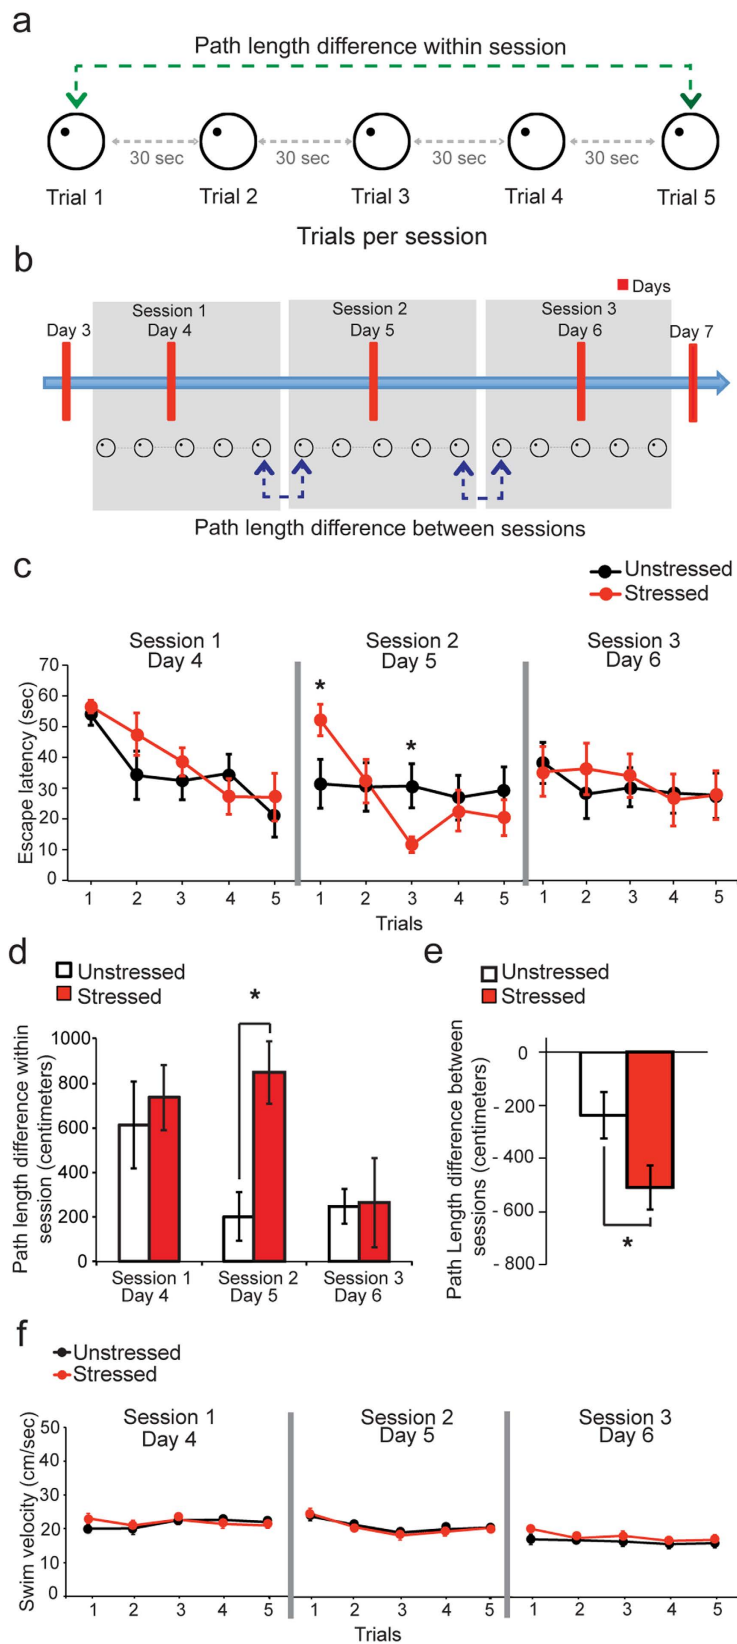 a
Path length difference within session
30 sec 30 sec 30 sec 30 sec
Trial 1 Trial 2 Trial 3 Trial 4 Trial 5
Trials per session
b
Days
Session 1 Session 2 Session 3
Day 3 Day 4 Day 5 Day 6 Day 7
Path length difference between sessions
c
Unstressed
Stressed
Session 1 Session 2 Session 3
Day 4 Day 5 Day 6
Escape latency (sec)
70
60
50
40
30
20
10
0
* *
1 2 3 4 5 1 2 3 4 5 1 2 3 4 5
Trials
d
Unstressed
Stressed
Path length difference within
session (centimeters)
1000
800
600
400
200
0
*
Session 1 Session 2 Session 3
Day 4 Day 5 Day 6
e
Unstressed
Stressed
Path Length difference between
sessions (centimeters)
0
- 200
- 400
- 600
- 800
*
f
Unstressed
Stressed
Session 1 Session 2 Session 3
Day 4 Day 5 Day 6
Swim velocity (cm/sec)
50
40
30
20
10
0
1 2 3 4 5 1 2 3 4 5 1 2 3 4 5
Trials